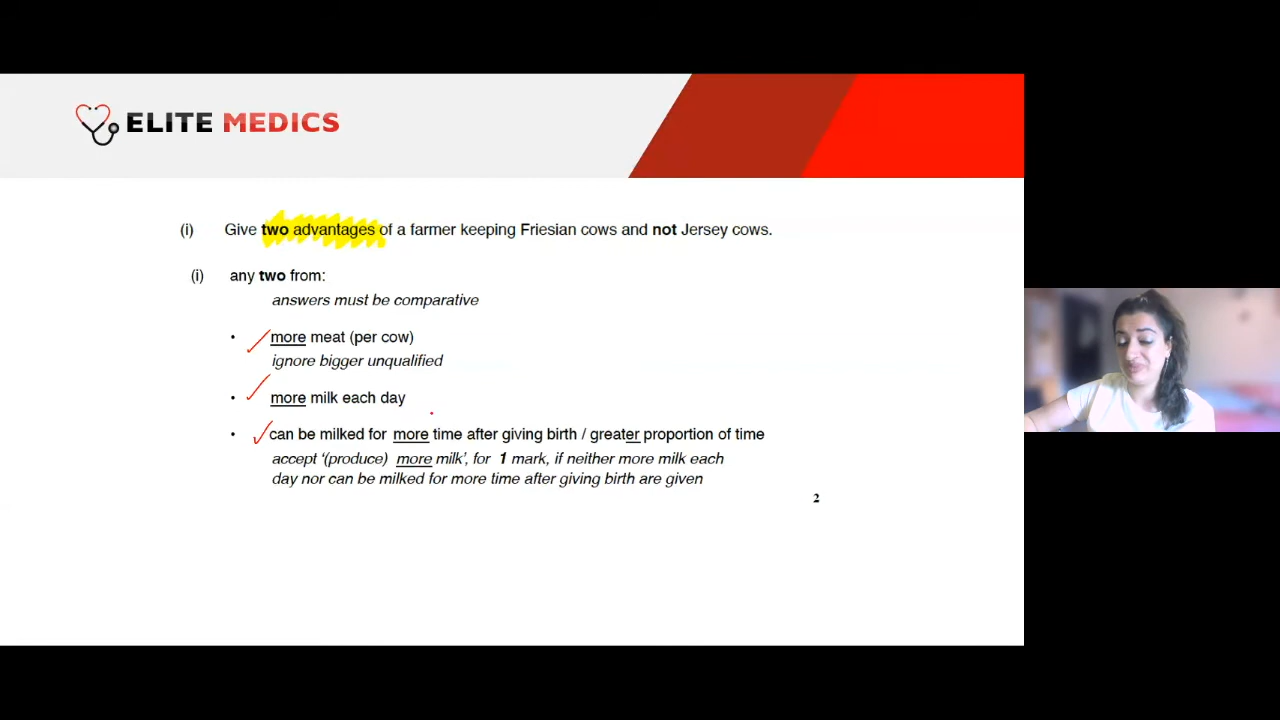 ELITE MEDICS
(i) Give two advantages of a farmer keeping Friesian cows and not Jersey cows.
(i) any two from:
answers must be comparative
• more meat (per cow)
ignore bigger unqualified
• more milk each day
• can be milked for more time after giving birth / greater proportion of time
accept '(produce) more milk', for 1 mark, if neither more milk each
day nor can be milked for more time after giving birth are given
2